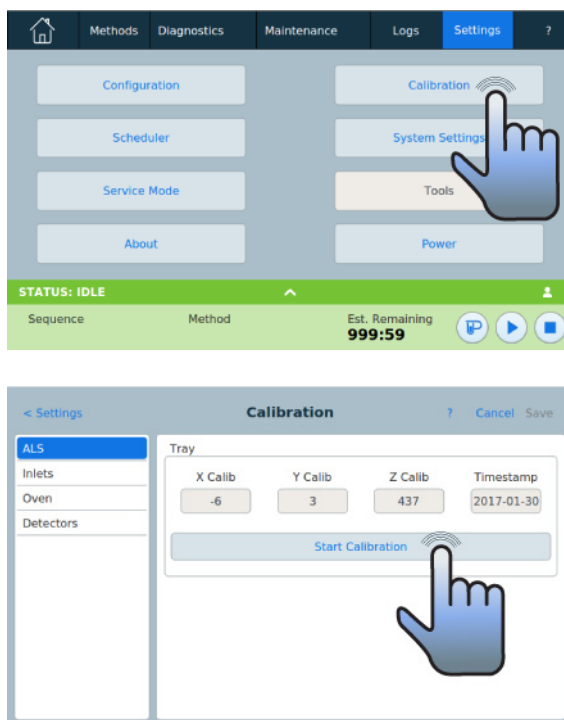 Methods Diagnostics Maintenance Logs Settings ?
Configuration Calibration
Scheduler System Settings
Service Mode Tools
About Power
STATUS: IDLE
Sequence Method Est. Remaining
999:59
< Settings Calibration ? Cancel Save
ALS Tray
Inlets X Calib Y Calib Z Calib Timestamp
Oven -6 3 437 2017-01-30
Detectors
Start Calibration